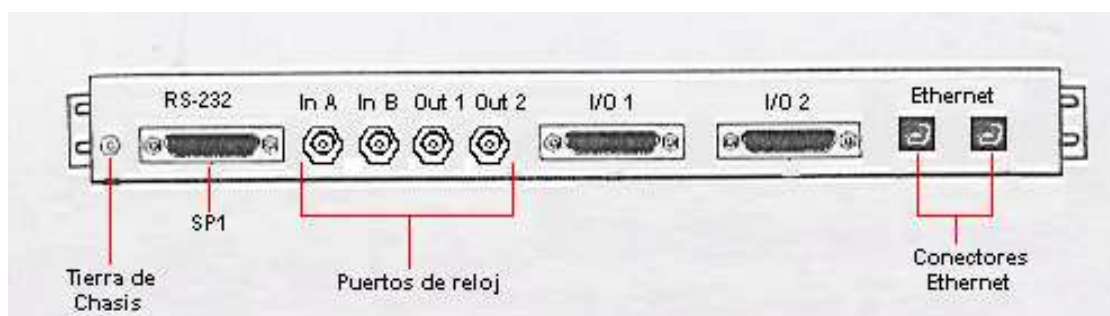 RS-232 In A In B Out 1 Out 2 I/O 1 I/O 2 Ethernet
SP1
Tierra de
Chasis
Puertos de reloj
Conectores
Ethernet